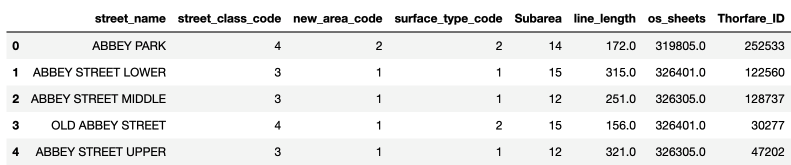 street_name street_class_code new_area_code surface_type_code Subarea line_length os_sheets Thorfare_ID
0 ABBEY PARK 4 2 2 14 172.0 319805.0 252533
1 ABBEY STREET LOWER 3 1 1 15 315.0 326401.0 122560
2 ABBEY STREET MIDDLE 3 1 1 12 251.0 326305.0 128737
3 OLD ABBEY STREET 4 1 2 15 156.0 326401.0 30277
4 ABBEY STREET UPPER 3 1 1 12 321.0 326305.0 47202